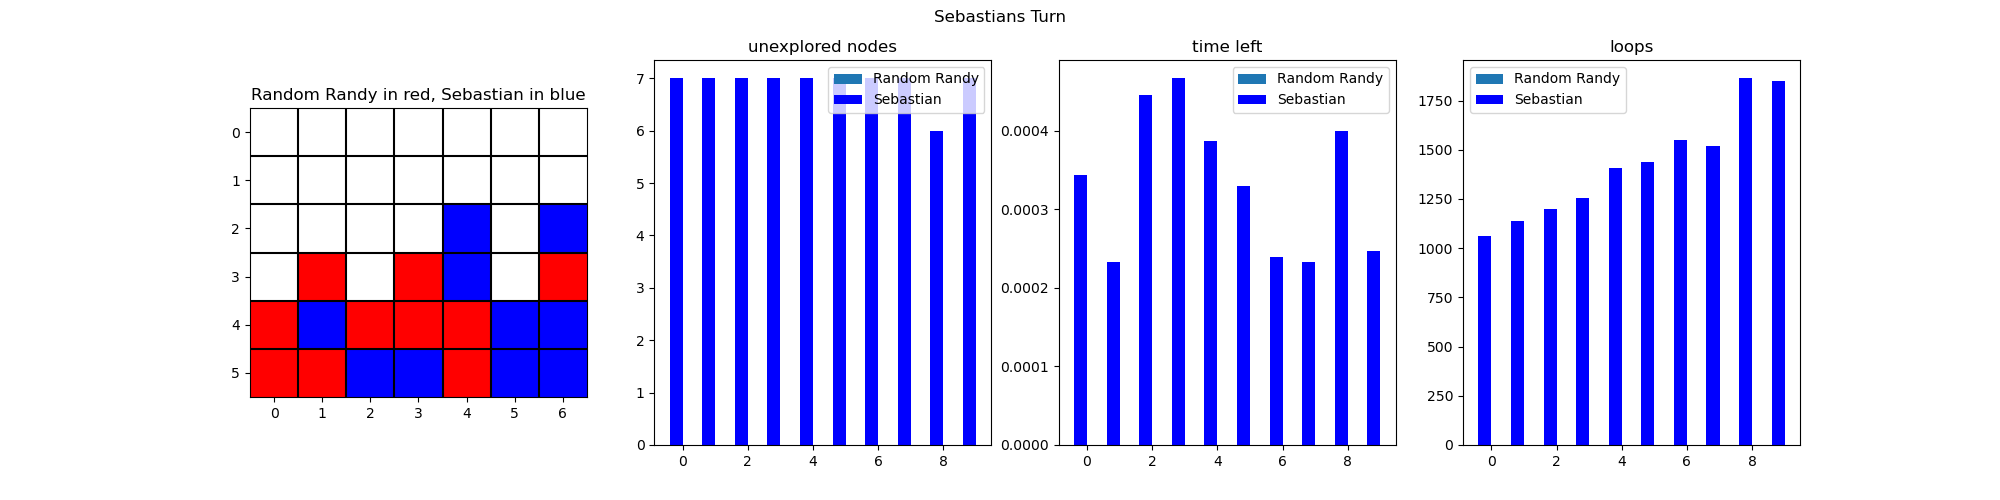 Sebastians Turn
Random Randy in red, Sebastian in blue
0
1
2
3
4
5
0 1 2 3 4 5 6
unexplored nodes
Random Randy
Sebastian
7
6
5
4
3
2
1
0
0 2 4 6 8
time left
Random Randy
Sebastian
0.0004
0.0003
0.0002
0.0001
0.0000
0 2 4 6 8
loops
Random Randy
Sebastian
1750
1500
1250
1000
750
500
250
0
0 2 4 6 8